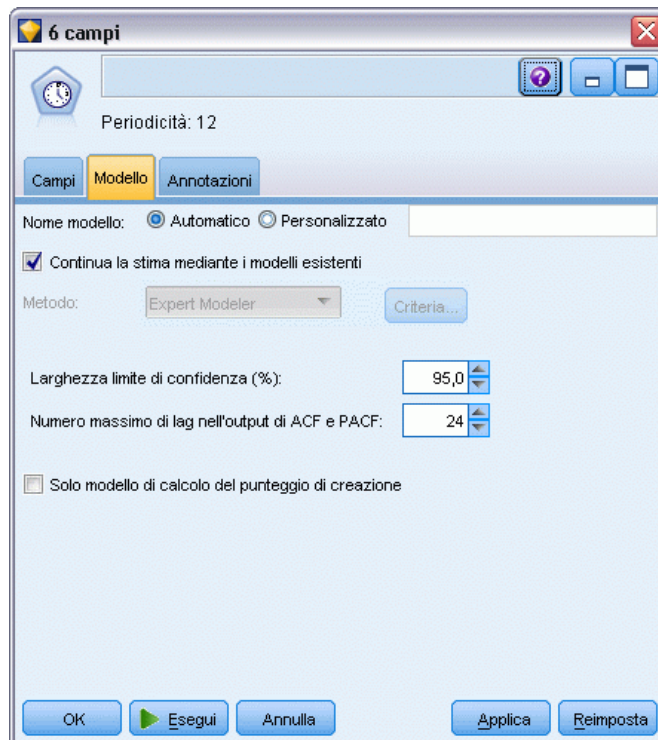 6 campi
Periodicità: 12
Campi Modello Annotazioni
Nome modello: Automatico Personalizzato
Continua la stima mediante i modelli esistenti
Metodo: Expert Modeler Criteria...
Larghezza limite di confidenza (%): 95,0
Numero massimo di lag nell'output di ACF e PACF: 24
Solo modello di calcolo del punteggio di creazione
OK Esegui Annulla Applica Reimposta